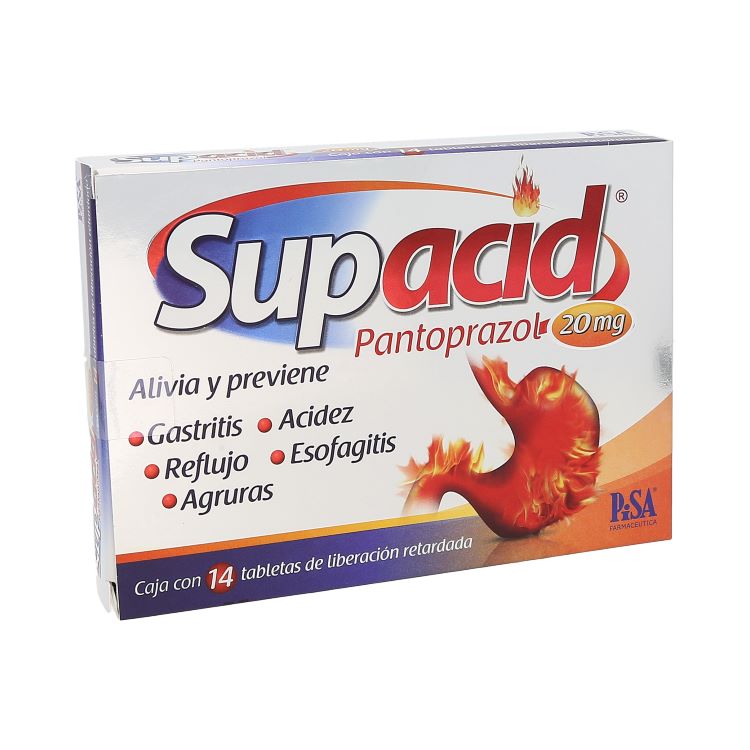 Supacid®
Pantoprazol 20 mg
Alivia y previene
Gastritis
Acidez
Reflujo
Esofagitis
Agruras
PiSA®
FARMACÉUTICA
Caja con 14 tabletas de liberación retardada